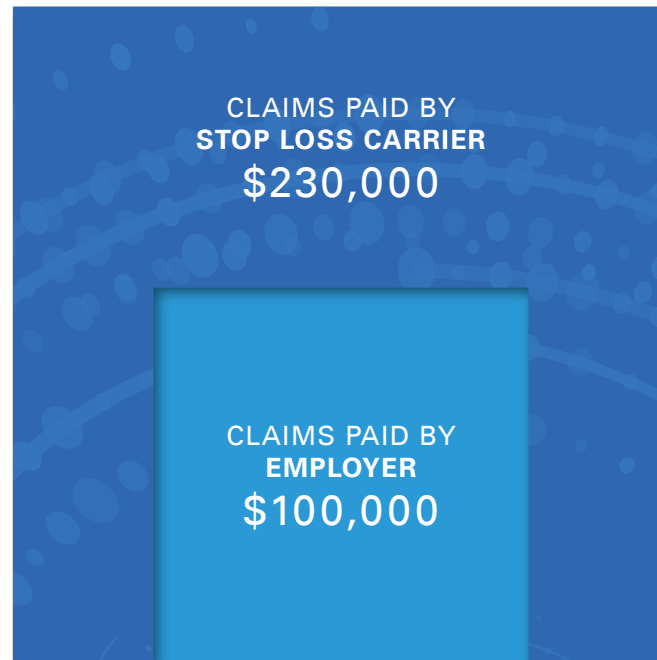 CLAIMS PAID BY
STOP LOSS CARRIER
$230,000
CLAIMS PAID BY
EMPLOYER
$100,000